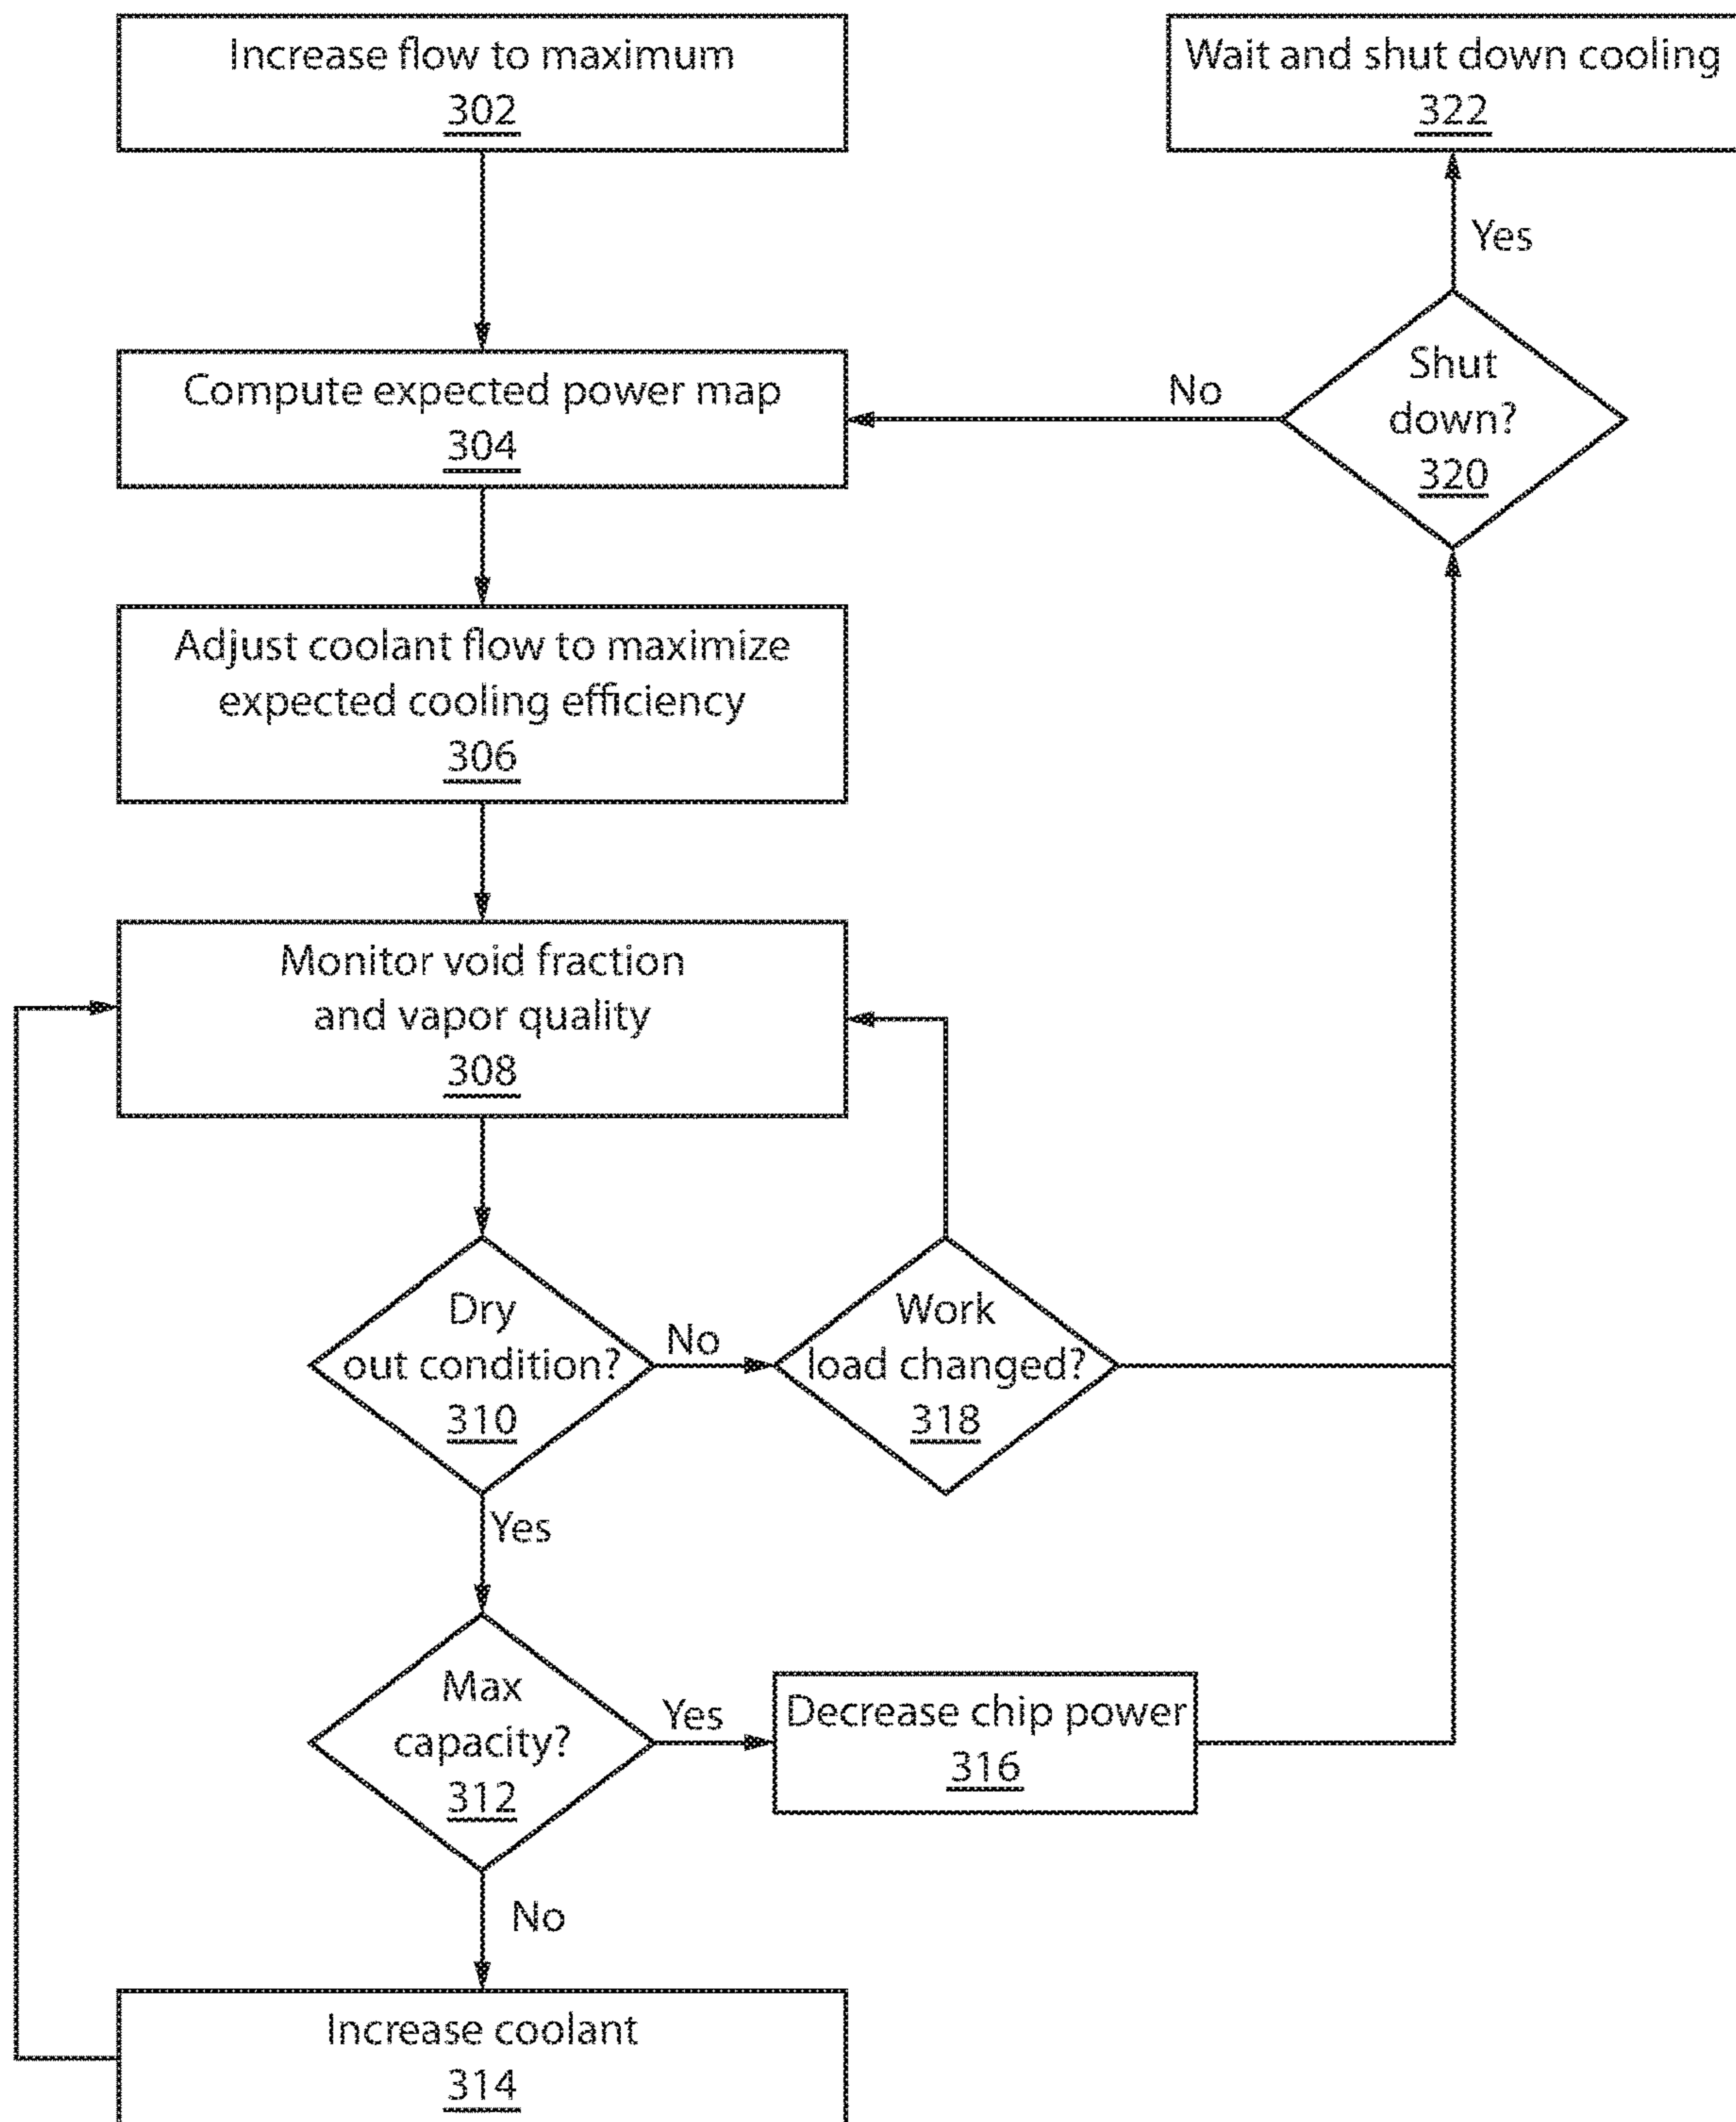 Increase flow to maximum
302
Wait and shut down cooling
322
Yes
Compute expected power map
304
No
Shut
down?
320
Adjust coolant flow to maximize
expected cooling efficiency
306
Monitor void fraction
and vapor quality
308
Dry
out condition?
310
No
Work
load changed?
318
Yes
Max
capacity?
312
Yes
Decrease chip power
316
No
Increase coolant
314